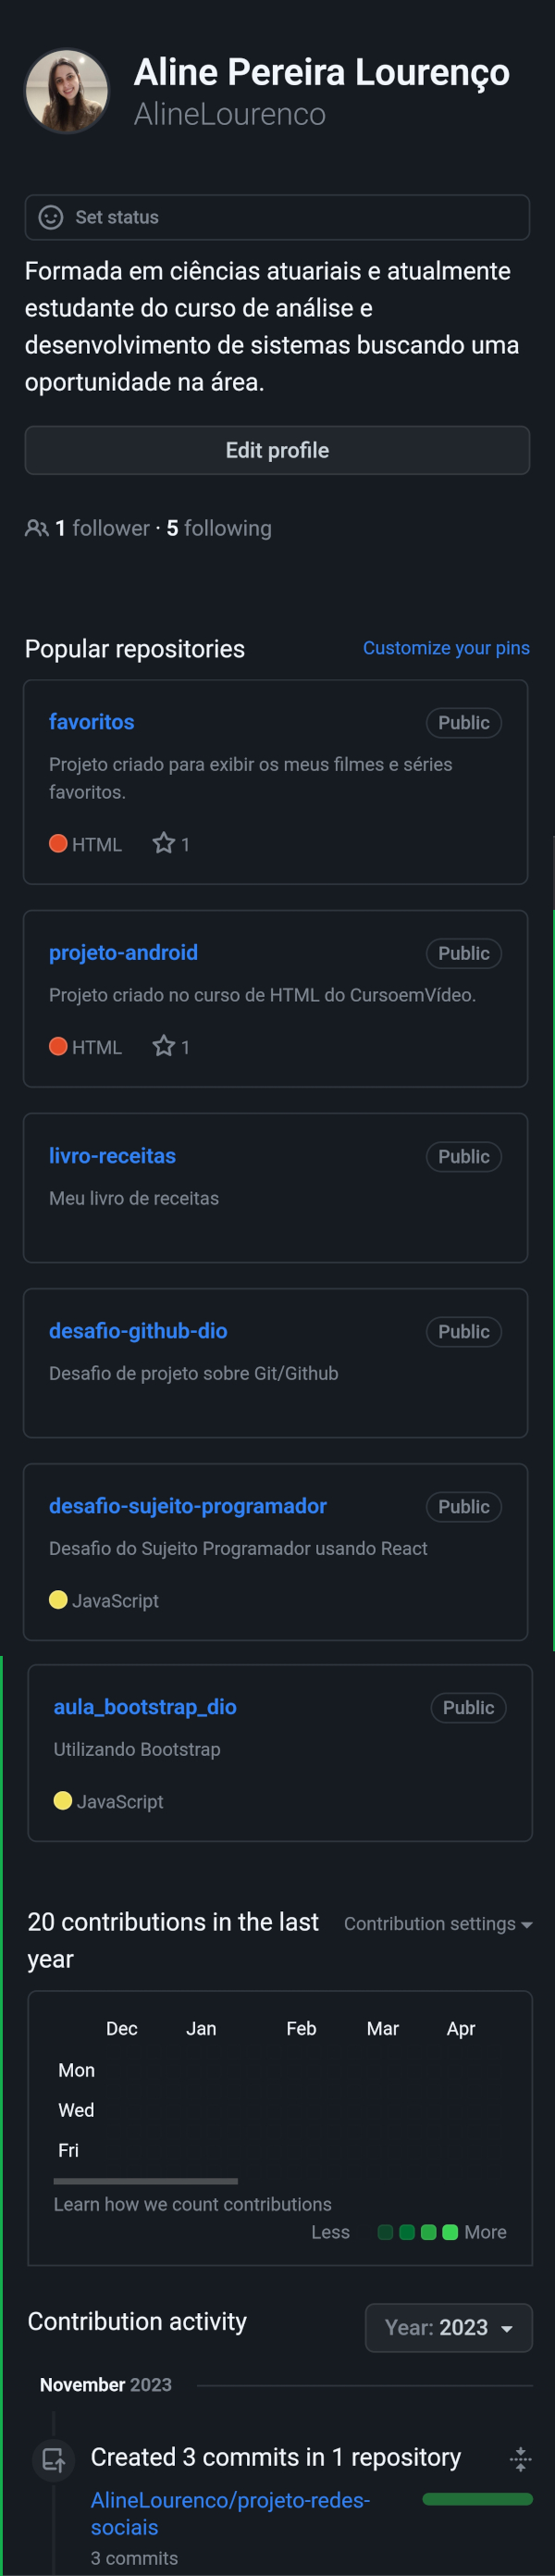 Aline Pereira Lourenço
AlineLourenco
Set status
Formada em ciências atuariais e atualmente
estudante do curso de análise e
desenvolvimento de sistemas buscando uma
oportunidade na área.
Edit profile
1 follower · 5 following
Popular repositories Customize your pins
favoritos Public
Projeto criado para exibir os meus filmes e séries
favoritos.
HTML 1
projeto-android Public
Projeto criado no curso de HTML do CursoemVídeo.
HTML 1
livro-receitas Public
Meu livro de receitas
desafio-github-dio Public
Desafio de projeto sobre Git/Github
desafio-sujeito-programador Public
Desafio do Sujeito Programador usando React
JavaScript
aula_bootstrap_dio Public
Utilizando Bootstrap
JavaScript
20 contributions in the last Contribution settings
year
Dec Jan Feb Mar Apr
Mon
Wed
Fri
Learn how we count contributions
Less More
Contribution activity Year: 2023
November 2023
Created 3 commits in 1 repository
AlineLourenco/projeto-redes-
sociais
3 commits